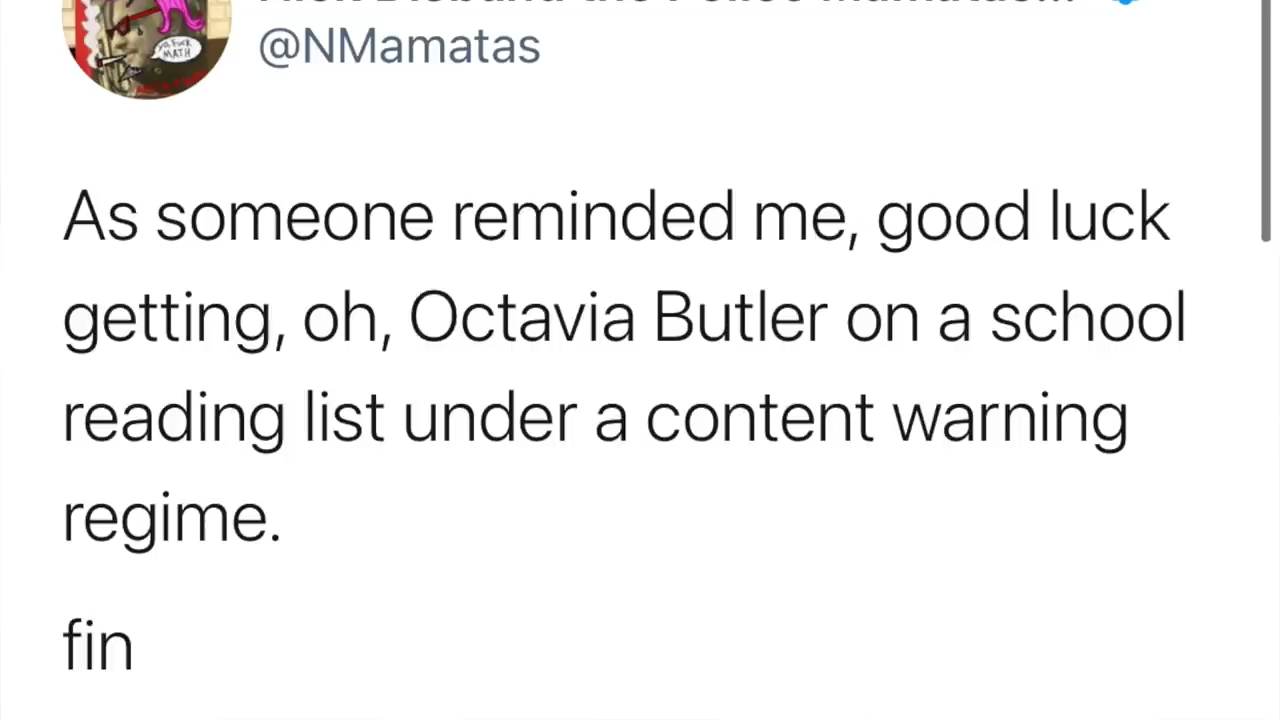 @NMamatas
As someone reminded me, good luck
getting, oh, Octavia Butler on a school
reading list under a content warning
regime.
fin